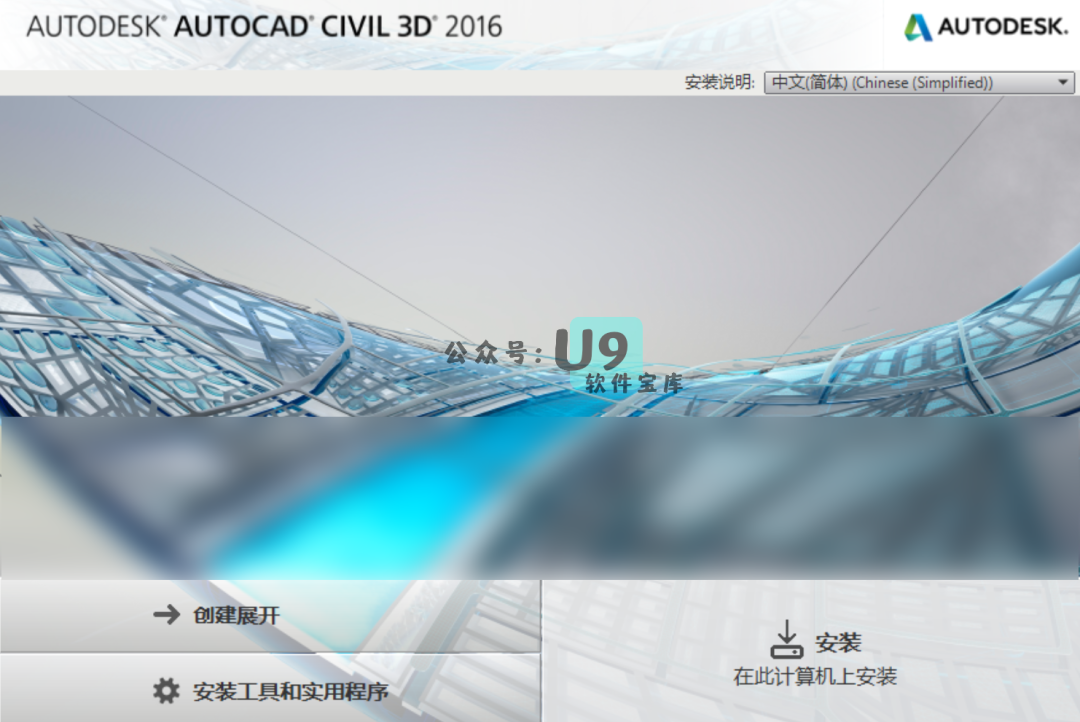 AUTODESK® AUTOCAD® CIVIL 3D® 2016
AUTODESK.
安装说明: 中文(简体) (Chinese (Simplified))
公众号: U9
软件宝库
创建展开
安装工具和实用程序
安装
在此计算机上安装